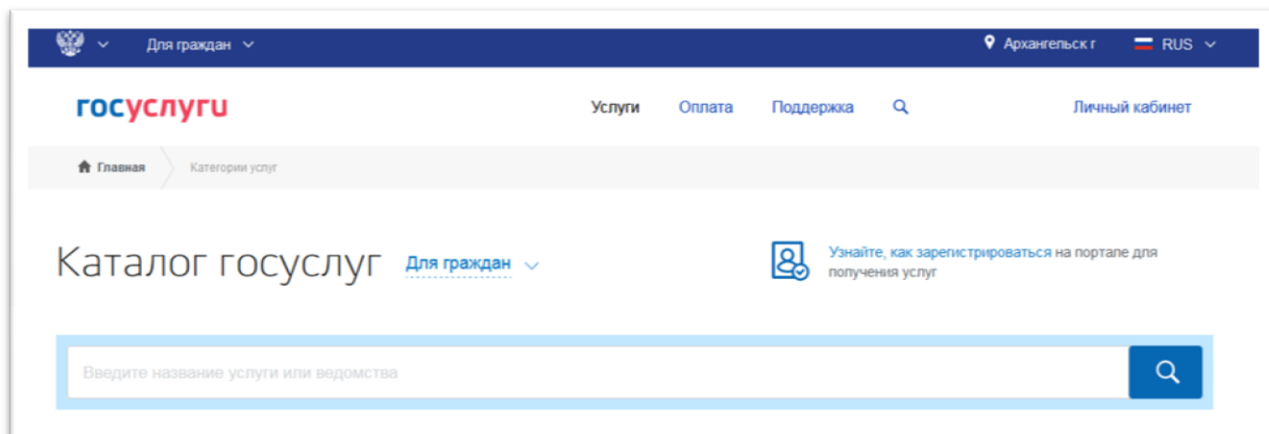 Для граждан Архангельск г RUS
госуслуги Услуги Оплата Поддержка Личный кабинет
Главная Категории услуг
Каталог госуслуг Для граждан
Узнайте, как зарегистрироваться на портале для
получения услуг
Введите название услуги или ведомства